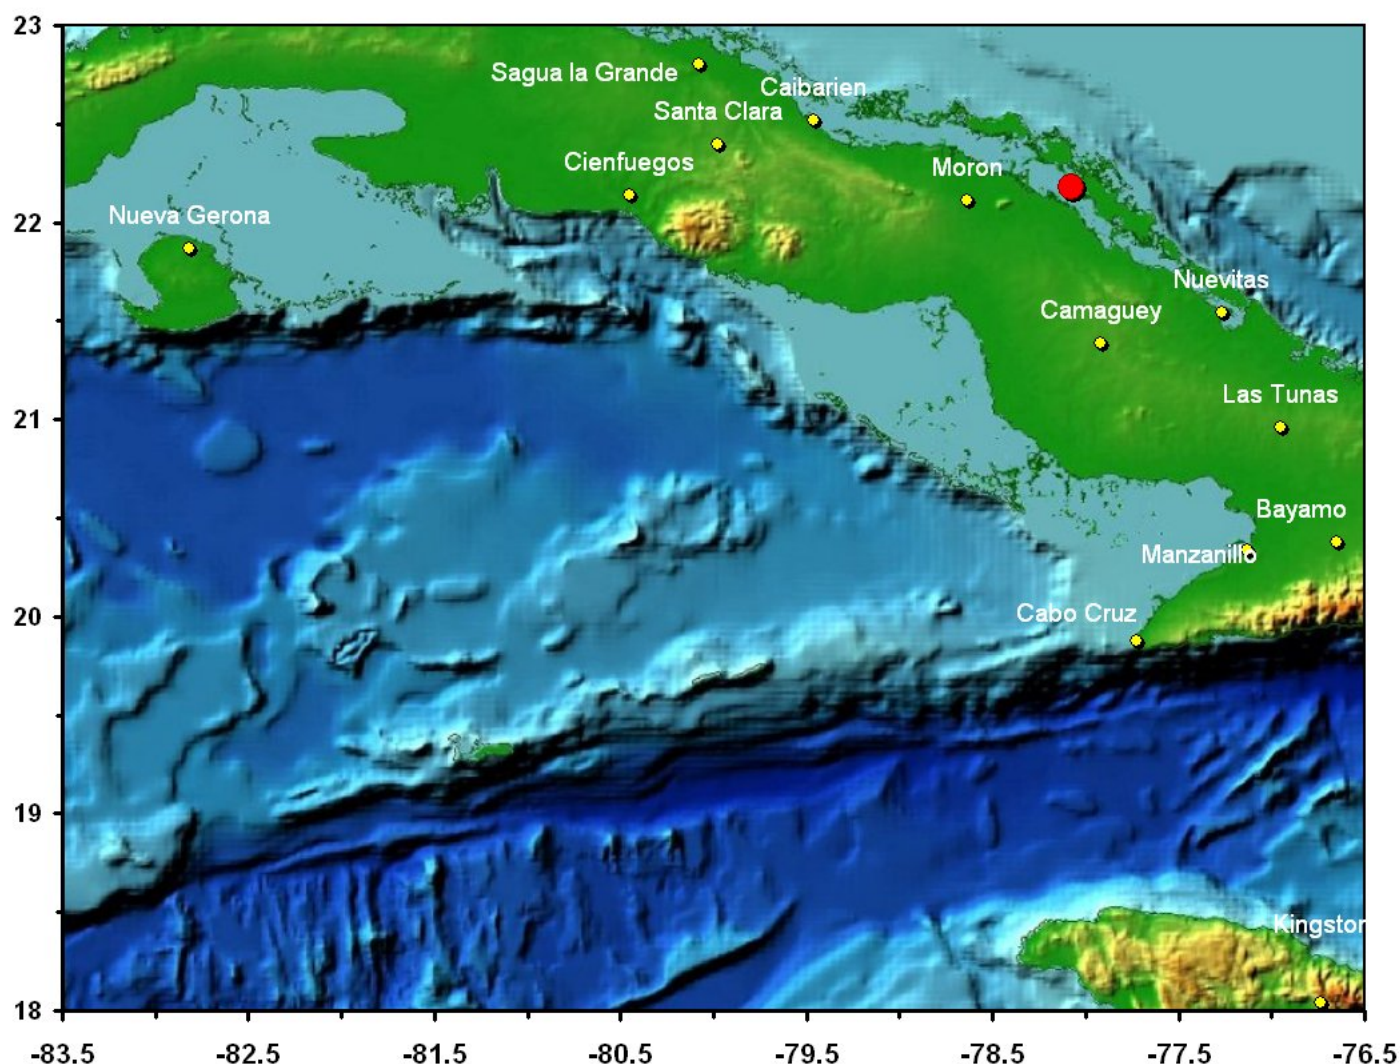 23
Sagua la Grande
Caibarien
Santa Clara
Cienfuegos
Moron
22
Nueva Gerona
Nuevitas
Camaguey
21
Las Tunas
Bayamo
Manzanillo
20
Cabo Cruz
19
Kingston
18
-83.5 -82.5 -81.5 -80.5 -79.5 -78.5 -77.5 -76.5